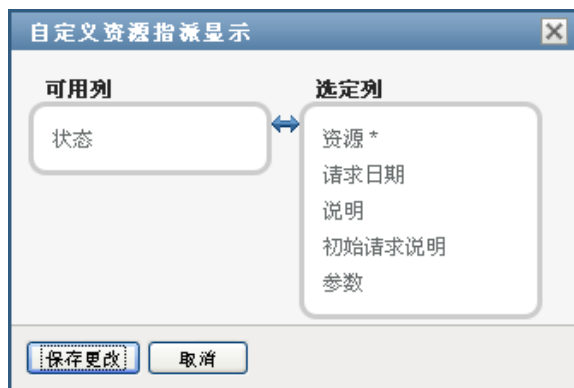 自定义资源指派显示
可用列
选定列
状态
资源 *
请求日期
说明
初始请求说明
参数
保存更改
取消